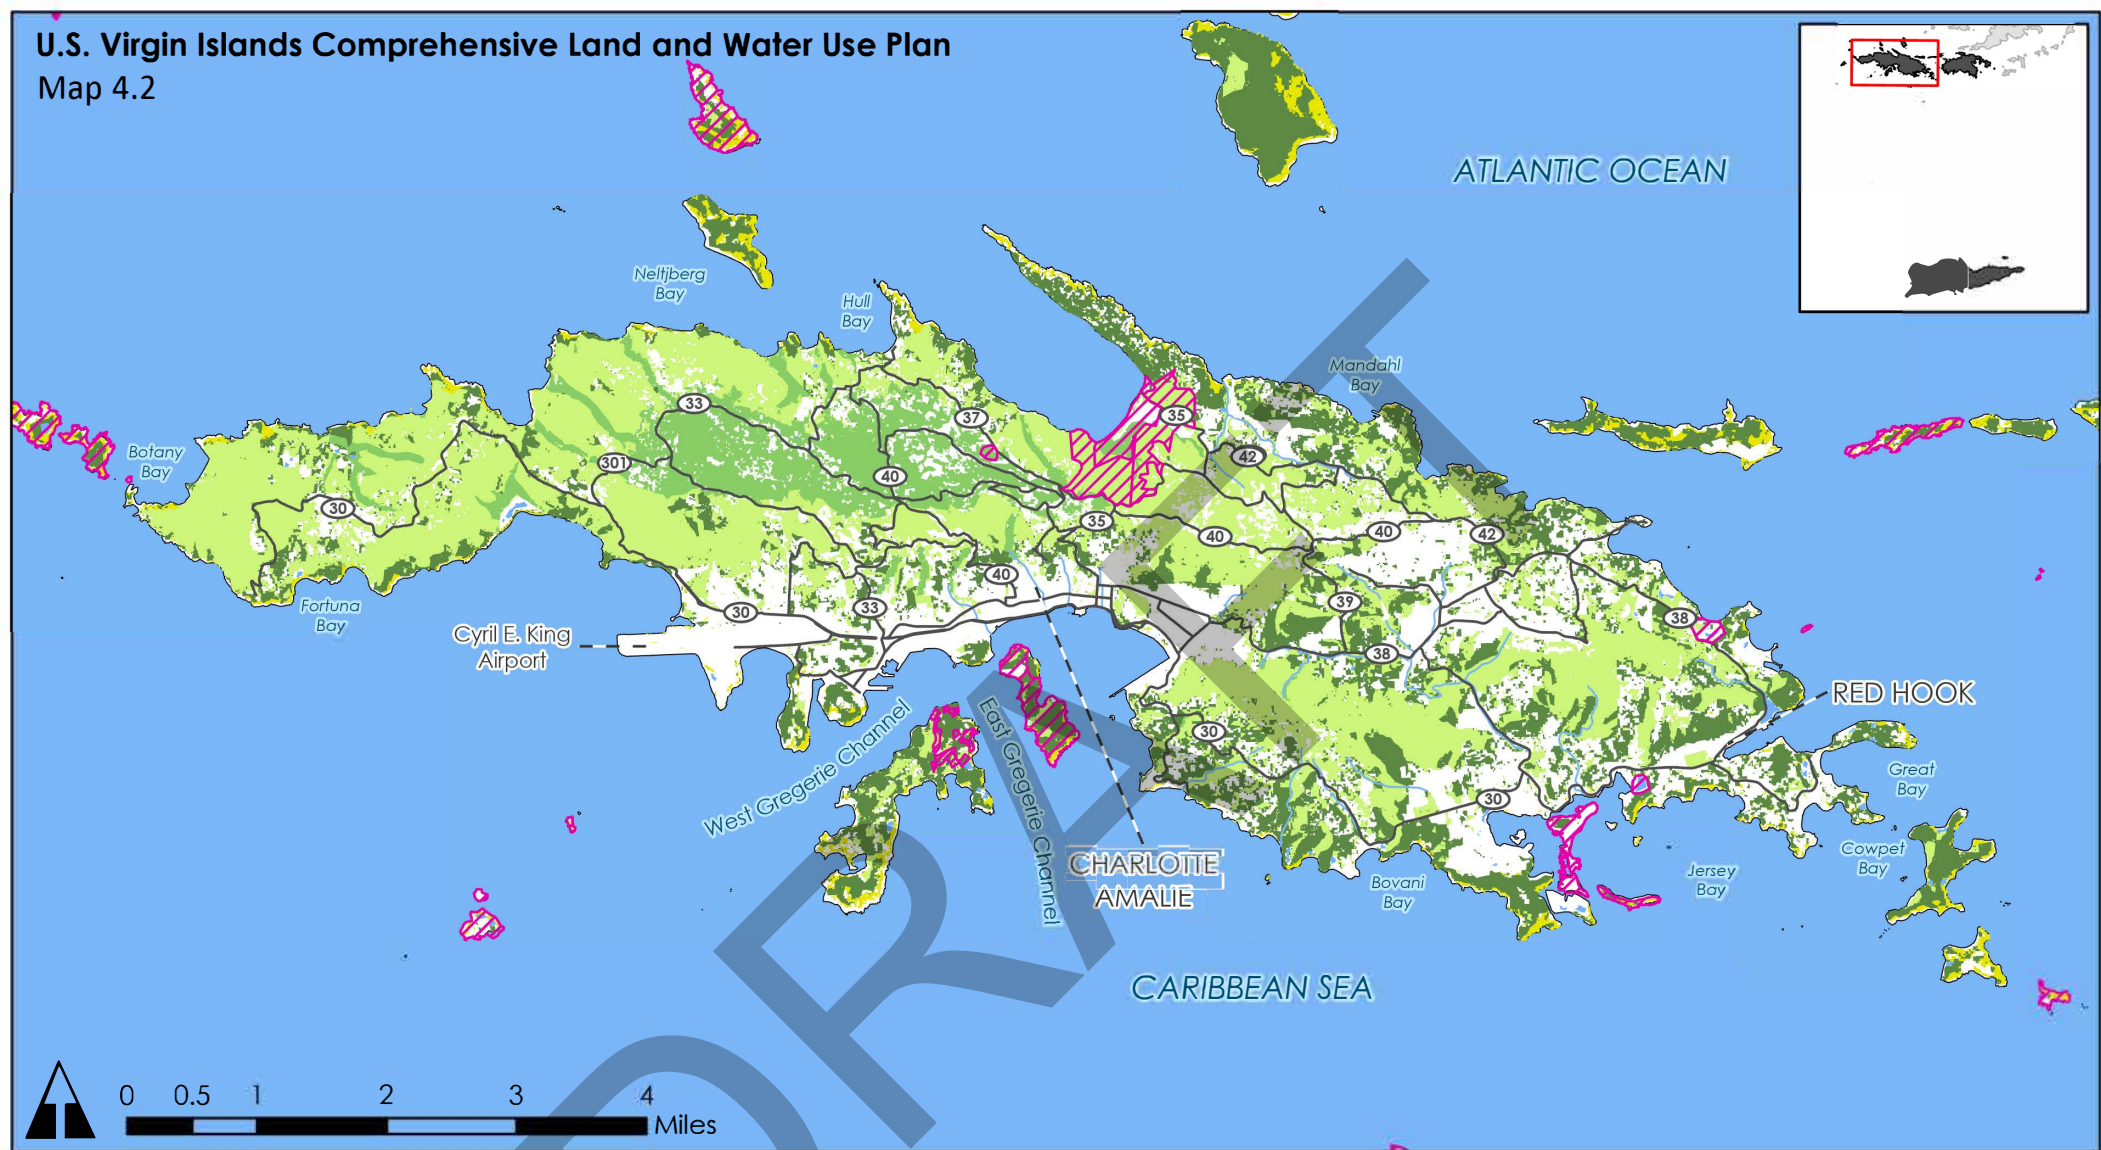 U.S. Virgin Islands Comprehensive Land and Water Use Plan
Map 4.2
ATLANTIC OCEAN
Neltjberg
Bay
Hull
Bay
Mandahl
Bay
33
37
35
42
301
40
Botany
Bay
30
35
40
40
42
40
Fortuna
Bay
30
33
39
38
38
Cyril E. King
Airport
RED HOOK
West Gregerie Channel
East Gregerie Channel
30
30
Great
Bay
Cowpet
Bay
Jersey
Bay
Bovani
Bay
CHARLOTTE
AMALIE
CARIBBEAN SEA
DRAFT
0 0.5 1 2 3 4
Miles